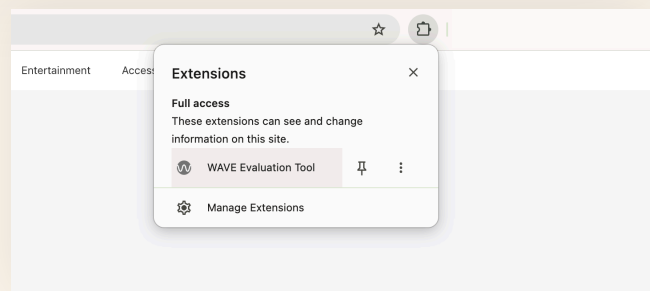 Entertainment
Extensions
Full access
These extensions can see and change
information on this site.
WAVE Evaluation Tool
Manage Extensions